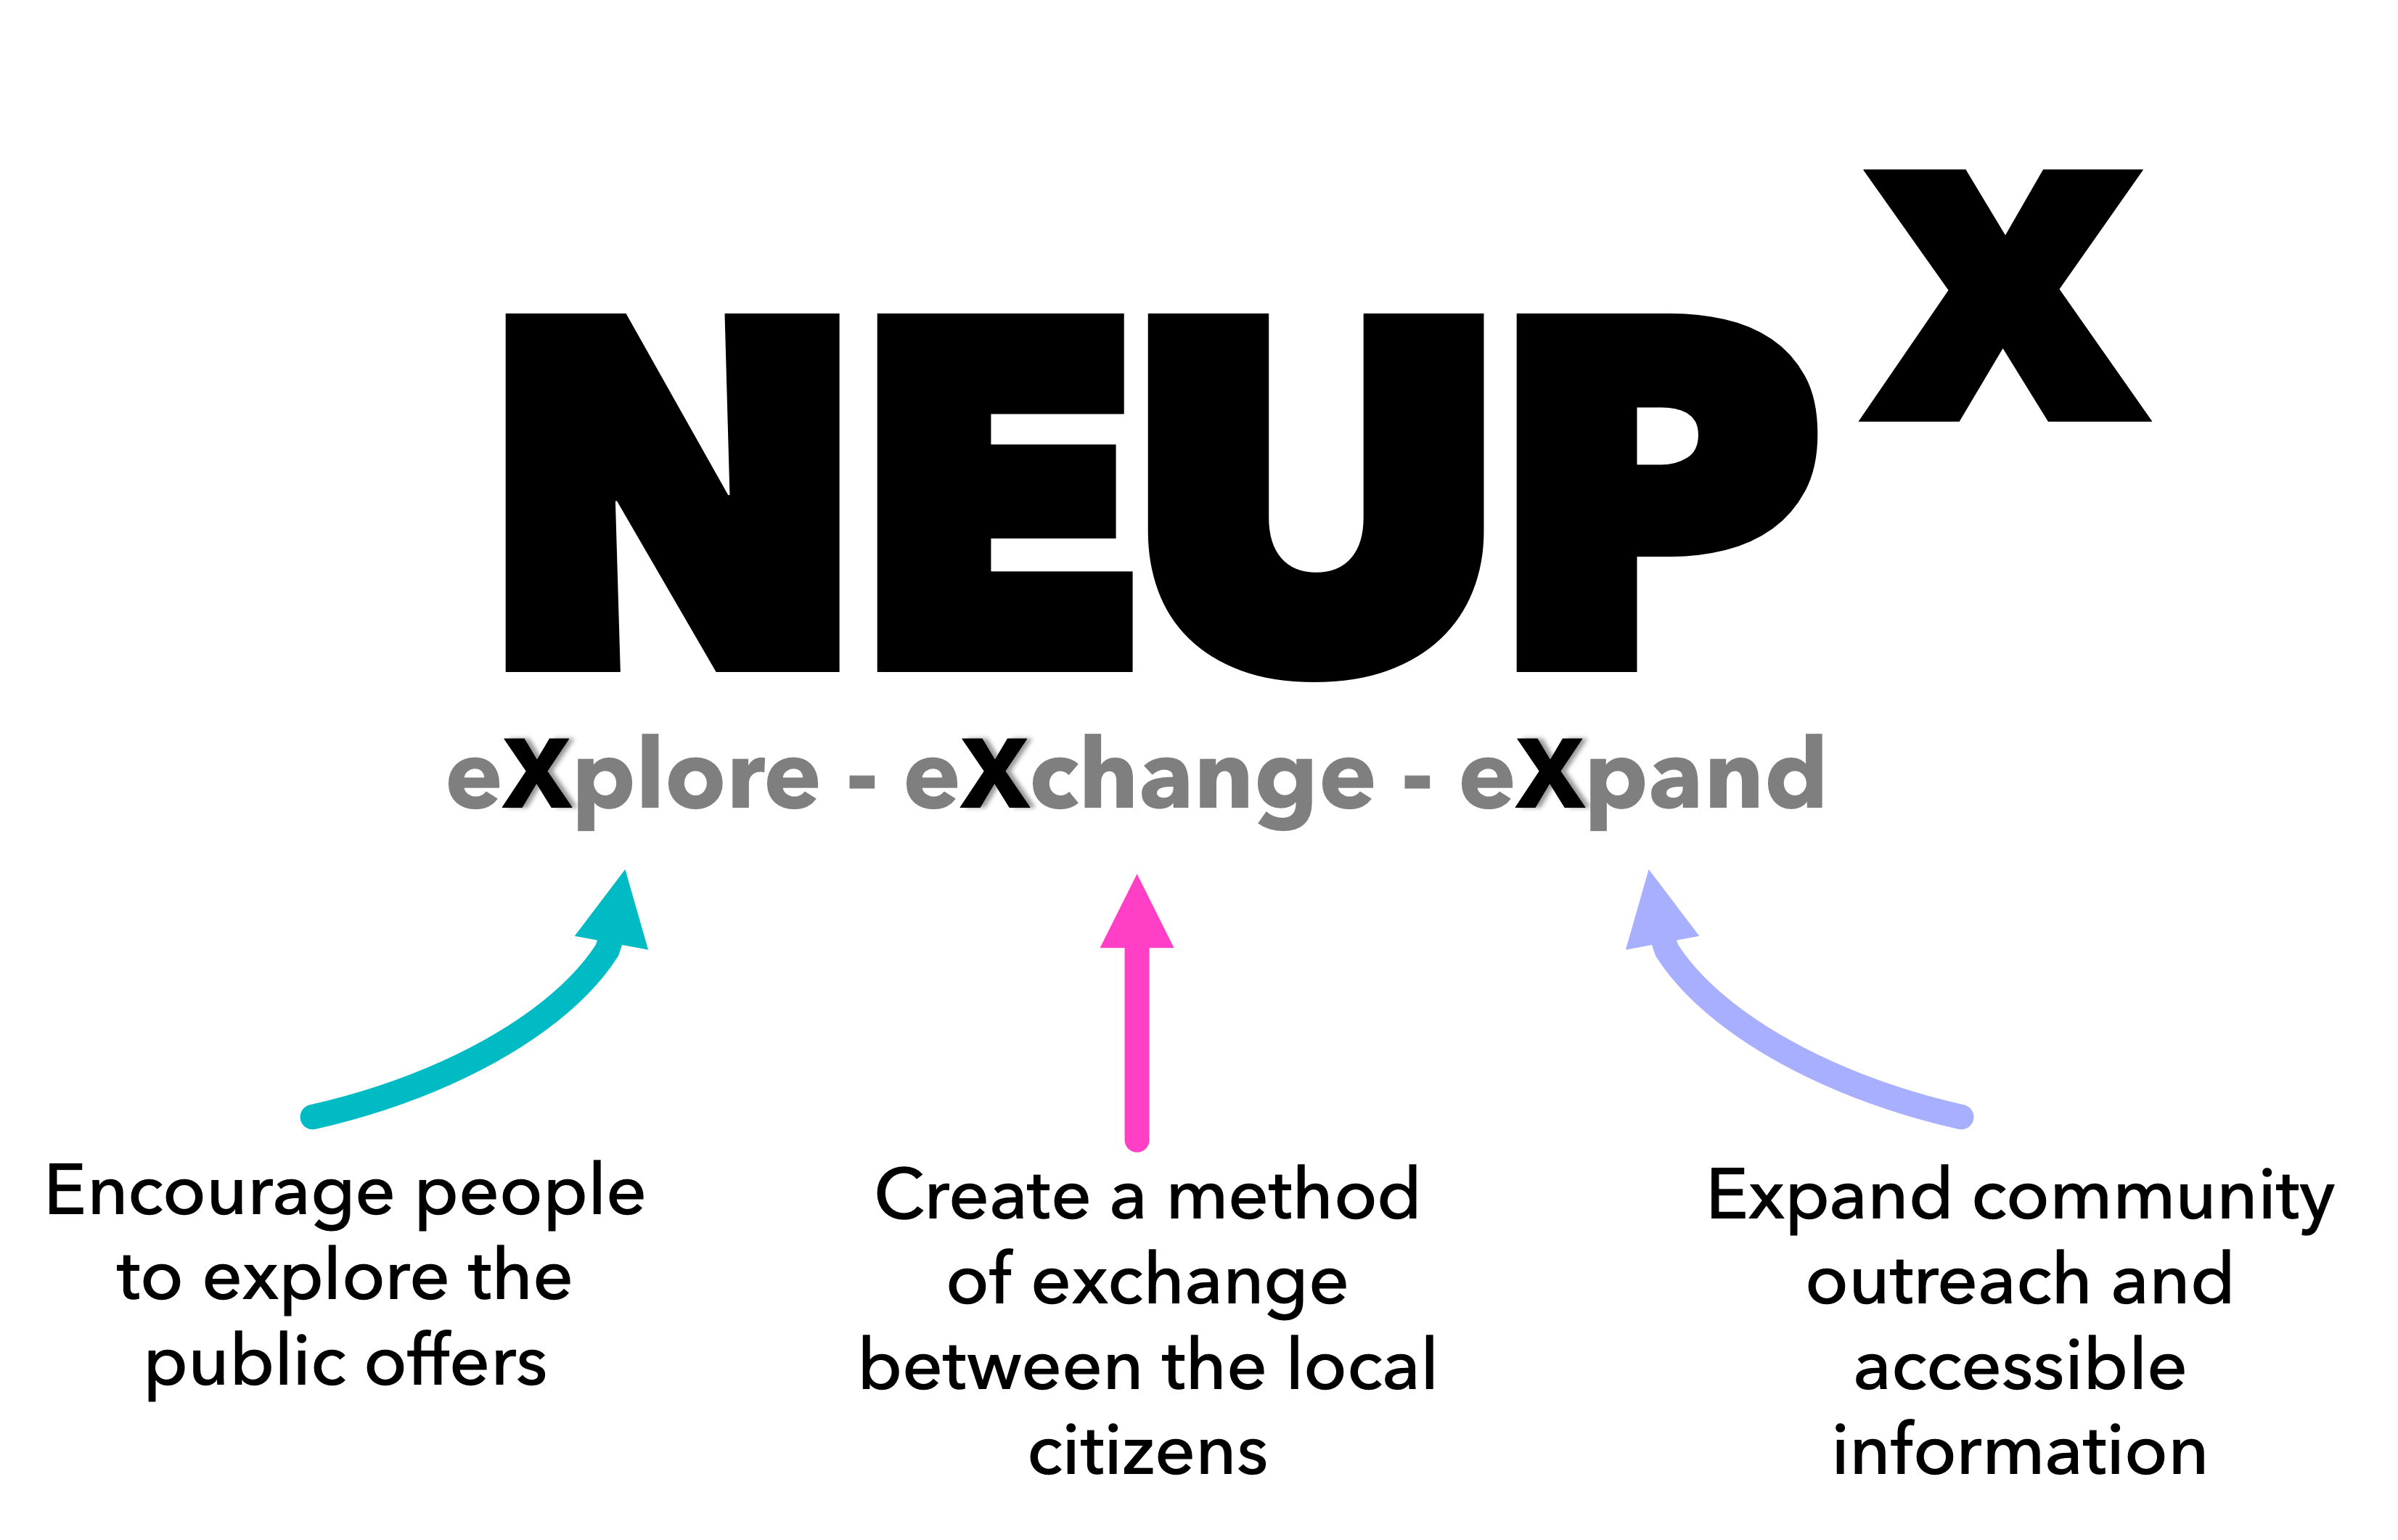 NEUPX
eXplore - eXchange - eXpand
Encourage people
to explore the
public offers
Create a method
of exchange
between the local
citizens
Expand community
outreach and
accessible
information